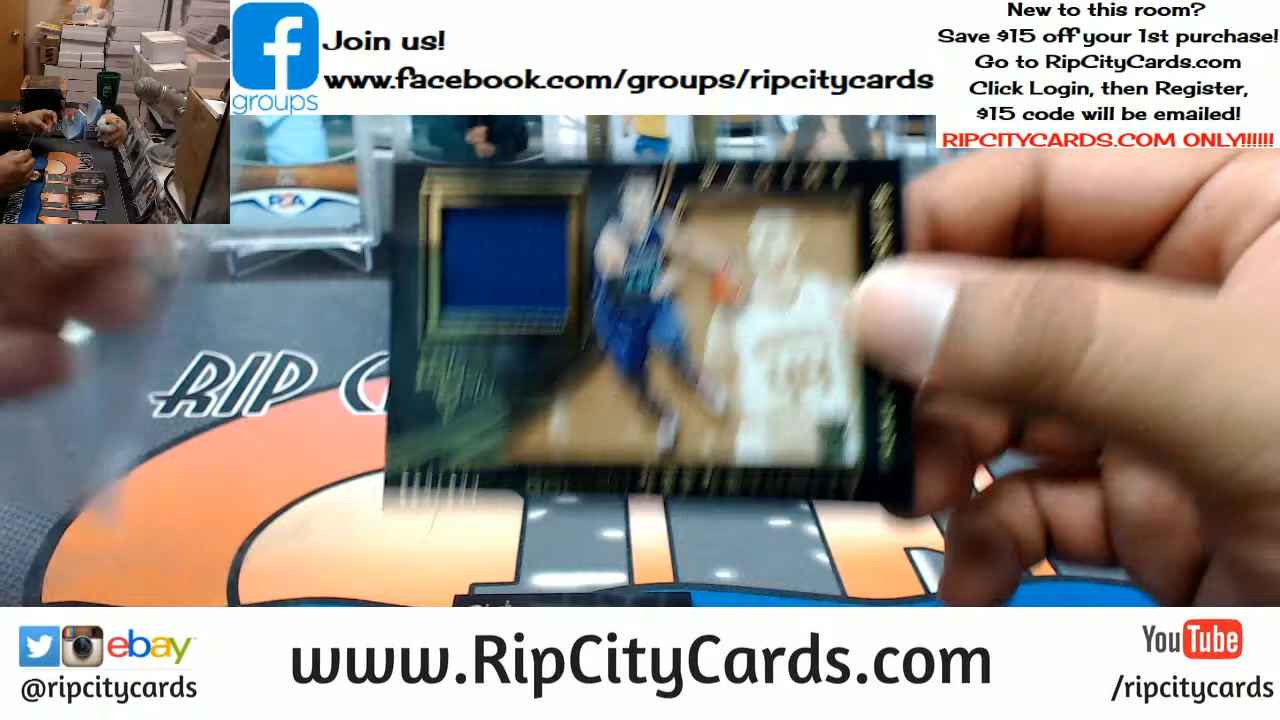 groups
Join us!
www.facebook.com/groups/ripcitycards
New to this room?
Save $15 off your 1st purchase!
Go to RipCityCards.com
Click Login, then Register,
$15 code will be emailed!
RIPCITYCARDS.COM ONLY!!!!!!
PSA
RIP C
ebay
@ripcitycards
www.RipCityCards.com
YouTube
/ripcitycards